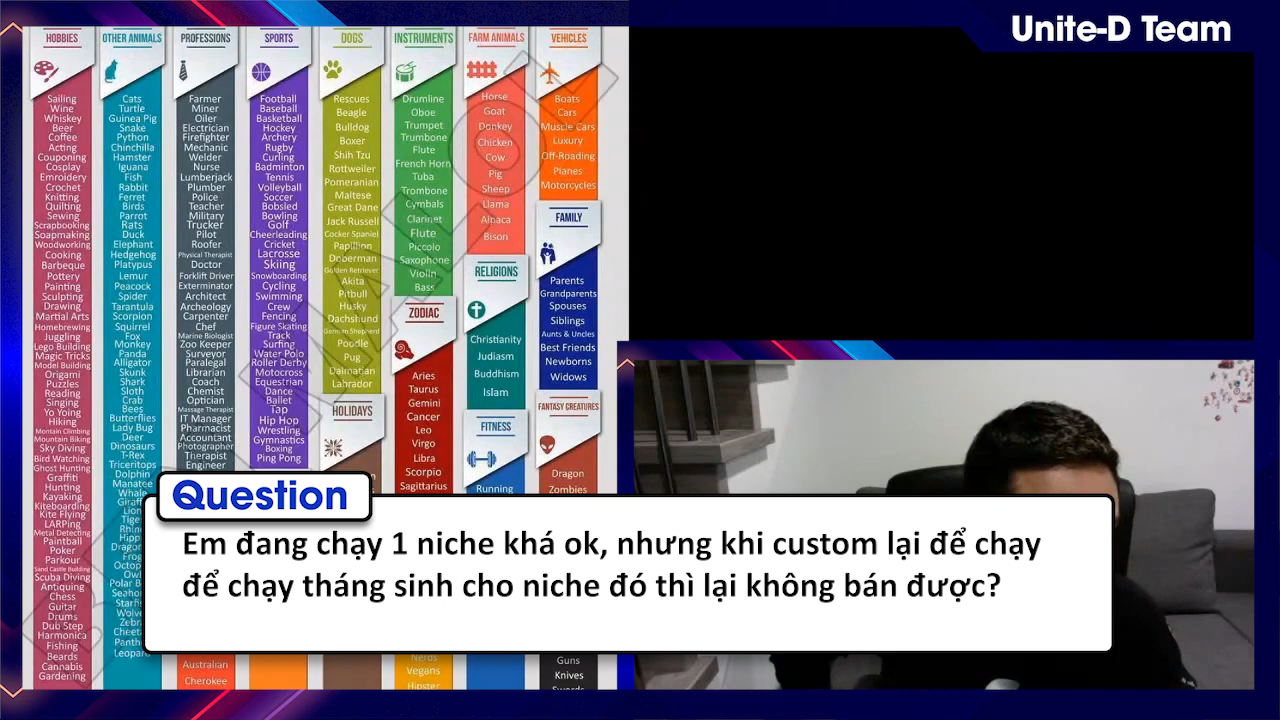 Unite-D Team
HOBBIES
Sailing
Wine
Whiskey
Beer
Coffee
Acting
Couponing
Cosplay
Emroidery
Crochet
Knitting
Quilting
Sewing
Scrapbooking
Soapmaking
Woodworking
Cooking
Barbeque
Pottery
Painting
Sculpting
Drawing
Martial Arts
Homebrewing
Juggling
Lego Building
Magic Tricks
Model Building
Origami
Puzzles
Reading
Singing
Yo Yoing
Hiking
Montain Climbing
Mountain Biking
Sky Diving
Bird Watching
Ghost Hunting
Graffiti
Hunting
Kayaking
Kiteboarding
Kite Flying
LARPing
Metal Detecting
Paintball
Poker
Parkour
Sand Castle Building
Scuba Diving
Antiquing
Chess
Guitar
Drums
Dub Step
Harmonica
Fishing
Beards
Cannabis
Gardening
OTHER ANIMALS
Cats
Turtle
Guinea Pig
Snake
Python
Chinchilla
Hamster
Iguana
Fish
Rabbit
Ferret
Birds
Parrot
Rats
Duck
Elephant
Hedgehog
Platypus
Lemur
Peacock
Spider
Tarantula
Scorpion
Squirrel
Fox
Monkey
Panda
Alligator
Skunk
Shark
Sloth
Crab
Bees
Butterflies
Lady Bug
Deer
Dinosaurs
T-Rex
Triceritops
Dolphin
Manatee
Leopard
PROFESSIONS
Farmer
Miner
Oiler
Electrician
Firefighter
Mechanic
Welder
Nurse
Lumberjack
Plumber
Police
Teacher
Military
Trucker
Pilot
Roofer
Physical Therapist
Doctor
Forklift Driver
Exterminator
Architect
Archeology
Carpenter
Chef
Marine Biologist
Zoo Keeper
Surveyor
Paralegal
Librarian
Coach
Chemist
Optician
Massage Therapist
IT Manager
Pharmacist
Accountant
Photographer
Therapist
Engineer
Australian
Cherokee
SPORTS
Football
Baseball
Basketball
Hockey
Archery
Rugby
Curling
Badminton
Tennis
Volleyball
Soccer
Bobsled
Bowling
Golf
Cheerleading
Cricket
Lacrosse
Skiing
Snowboarding
Cycling
Swimming
Crew
Fencing
Figure Skating
Track
Surfing
Water Polo
Roller Derby
Motocross
Equestrian
Dance
Ballet
Tap
Hip Hop
Wrestling
Gymnastics
Boxing
Ping Pong
DOGS
Rescues
Beagle
Bulldog
Boxer
Shih Tzu
Rottweiler
Pomeranian
Maltese
Great Dane
Jack Russell
Cocker Spaniel
Papillion
Doberman
Golden Retriever
Akita
Pitbull
Husky
Dachshund
German Shepherd
Poodle
Pug
Dalmatian
Labrador
HOLIDAYS
INSTRUMENTS
Drumline
Oboe
Trumpet
Trumbone
Flute
French Horn
Tuba
Trombone
Cymbals
Clarinet
Flute
Piccolo
Saxophone
Violin
Bass
ZODIAC
Aries
Taurus
Gemini
Cancer
Leo
Virgo
Libra
Scorpio
Sagittarius
Nerds
Vegans
Hipster
FARM ANIMALS
Horse
Goat
Donkey
Chicken
Cow
Pig
Sheep
Llama
Alpaca
Bison
RELIGIONS
Christianity
Judiasm
Buddhism
Islam
FITNESS
Running
VEHICLES
Boats
Cars
Muscle Cars
Luxury
Off-Roading
Planes
Motorcycles
FAMILY
Parents
Grandparents
Spouses
Siblings
Aunts & Uncles
Best Friends
Newborns
Widows
FANTASY CREATURES
Dragon
Zombies
Guns
Knives
Swords
Question
Em đang chạy 1 niche khá ok, nhưng khi custom lại để chạy
để chạy tháng sinh cho niche đó thì lại không bán được?